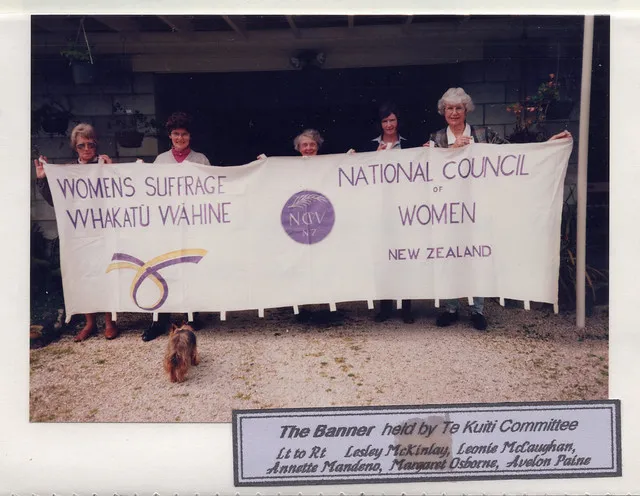 WOMENS SUFFRAGE
WHAKATŪ WĀHINE
NCW
NZ
NATIONAL COUNCIL
OF
WOMEN
NEW ZEALAND
The Banner held by Te Kuiti Committee
Lt to Rt Lesley McKinlay, Leonie McCaughan,
Annette Mandeno, Margaret Osborne, Avelon Paine